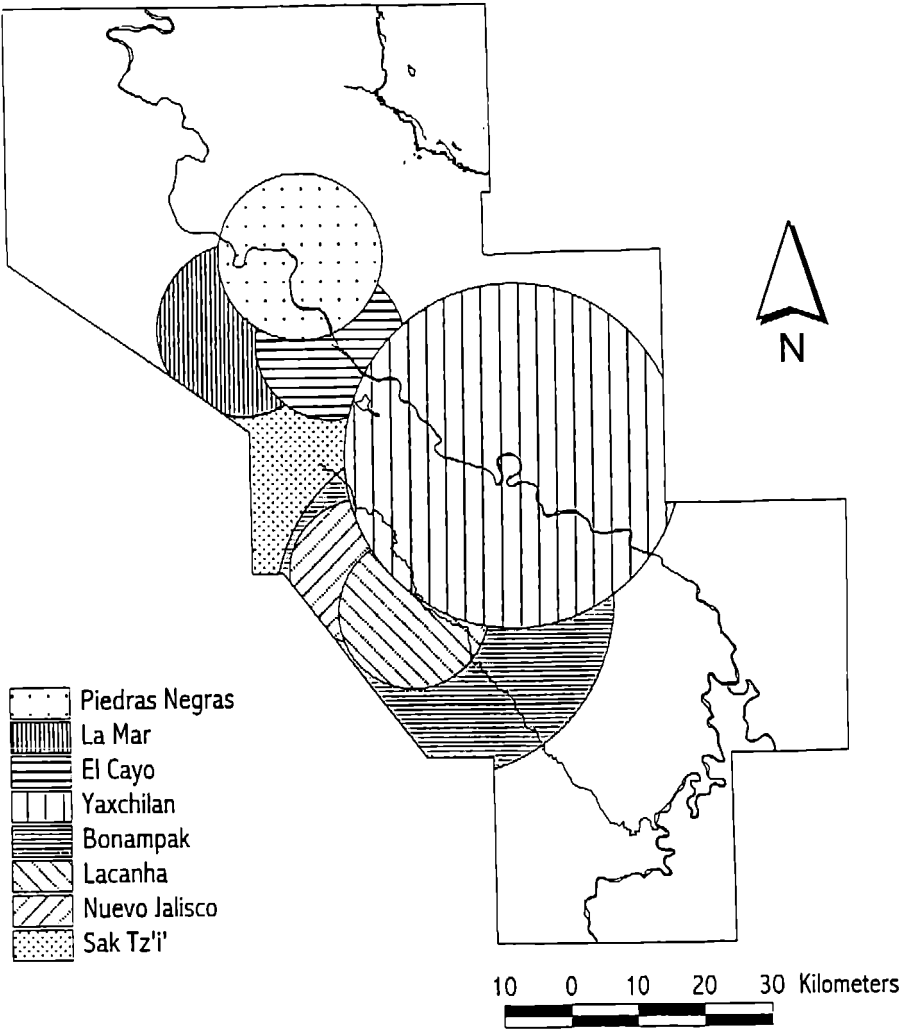 N
Piedras Negras
La Mar
El Cayo
Yaxchilan
Bonampak
Lacanha
Nuevo Jalisco
Sak Tz'i'
10 0 10 20 30 Kilometers